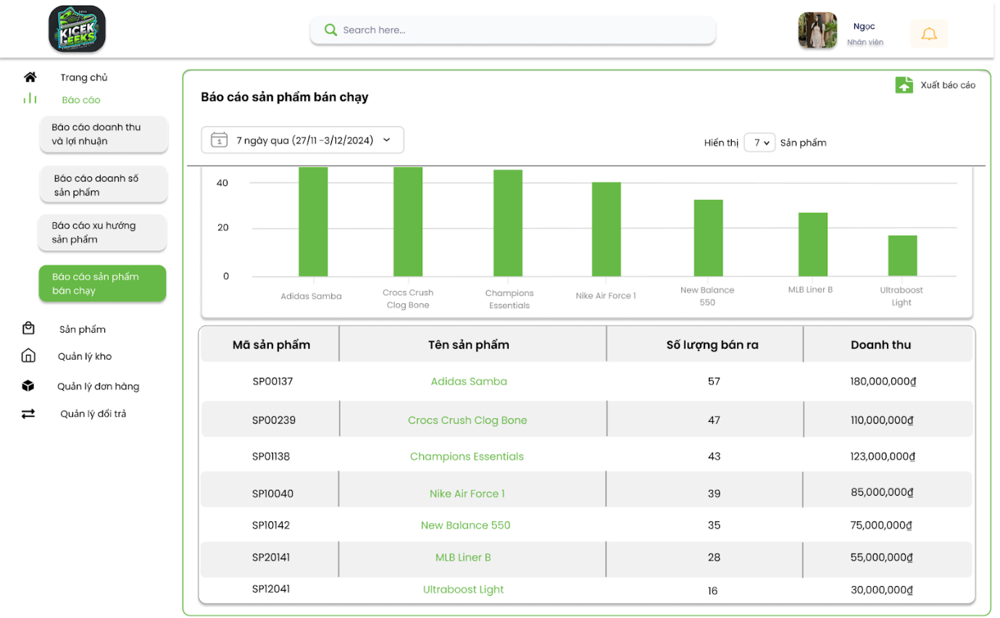 KICEK
GEEKS
Search here...
Ngọc
Nhân viên
Trang chủ
Báo cáo
Báo cáo doanh thu
và lợi nhuận
Báo cáo doanh số
sản phẩm
Báo cáo xu hướng
sản phẩm
Báo cáo sản phẩm
bán chạy
Sản phẩm
Quản lý kho
Quản lý đơn hàng
Quản lý đổi trả
Xuất báo cáo
Báo cáo sản phẩm bán chạy
1
7 ngày qua (27/11 -3/12/2024)
Hiển thị 7 Sản phẩm
40
20
0
Adidas Samba
Crocs Crush
Clog Bone
Champions
Essentials
Nike Air Force 1
New Balance
550
MLB Liner B
Ultraboost
Light
Mã sản phẩm Tên sản phẩm Số lượng bán ra Doanh thu
SP00137 Adidas Samba 57 180,000,000₫
SP00239 Crocs Crush Clog Bone 47 110,000,000₫
SP01138 Champions Essentials 43 123,000,000₫
SP10040 Nike Air Force 1 39 85,000,000₫
SP10142 New Balance 550 35 75,000,000₫
SP20141 MLB Liner B 28 55,000,000₫
SP12041 Ultraboost Light 16 30,000,000₫